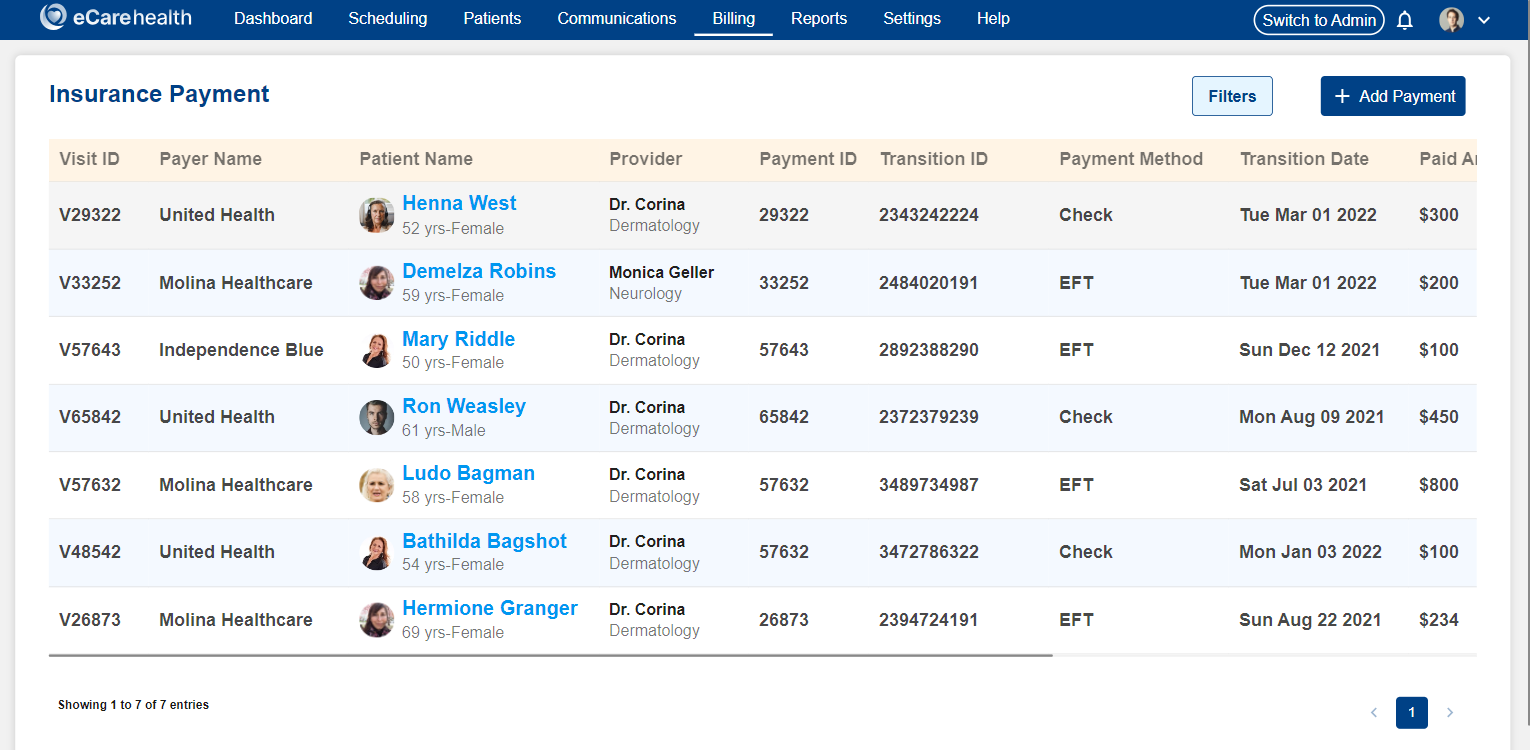 eCarehealth Dashboard Scheduling Patients Communications Billing Reports Settings Help Switch to Admin
Insurance Payment Filters + Add Payment
Visit ID Payer Name Patient Name Provider Payment ID Transition ID Payment Method Transition Date Paid
V29322 United Health Henna West Dr. Corina 29322 2343242224 Check Tue Mar 01 2022 $300
52 yrs-Female Dermatology
V33252 Molina Healthcare Demelza Robins Monica Geller 33252 2484020191 EFT Tue Mar 01 2022 $200
59 yrs-Female Neurology
V57643 Independence Blue Mary Riddle Dr. Corina 57643 2892388290 EFT Sun Dec 12 2021 $100
50 yrs-Female Dermatology
V65842 United Health Ron Weasley Dr. Corina 65842 2372379239 Check Mon Aug 09 2021 $450
61 yrs-Male Dermatology
V57632 Molina Healthcare Ludo Bagman Dr. Corina 57632 3489734987 EFT Sat Jul 03 2021 $800
58 yrs-Female Dermatology
V48542 United Health Bathilda Bagshot Dr. Corina 57632 3472786322 Check Mon Jan 03 2022 $100
54 yrs-Female Dermatology
V26873 Molina Healthcare Hermione Granger Dr. Corina 26873 2394724191 EFT Sun Aug 22 2021 $234
69 yrs-Female Dermatology
Showing 1 to 7 of 7 entries < 1 >